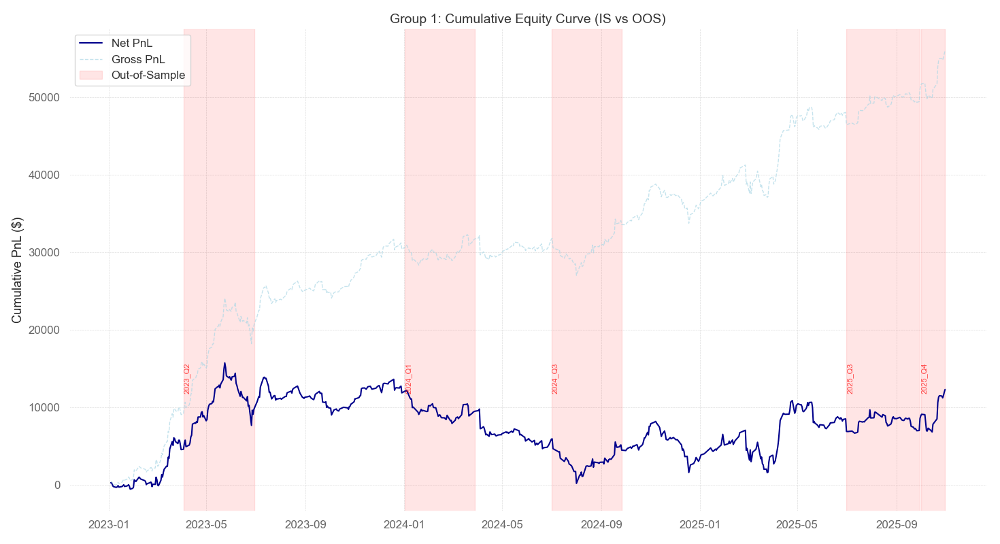 Group 1: Cumulative Equity Curve (IS vs OOS)
Net PnL
Gross PnL
Out-of-Sample
Cumulative PnL ($)
50000
40000
30000
20000
10000
0
2023_Q2
2024_Q1
2024_Q3
2025_Q3
2025_Q4
2023-01
2023-05
2023-09
2024-01
2024-05
2024-09
2025-01
2025-05
2025-09